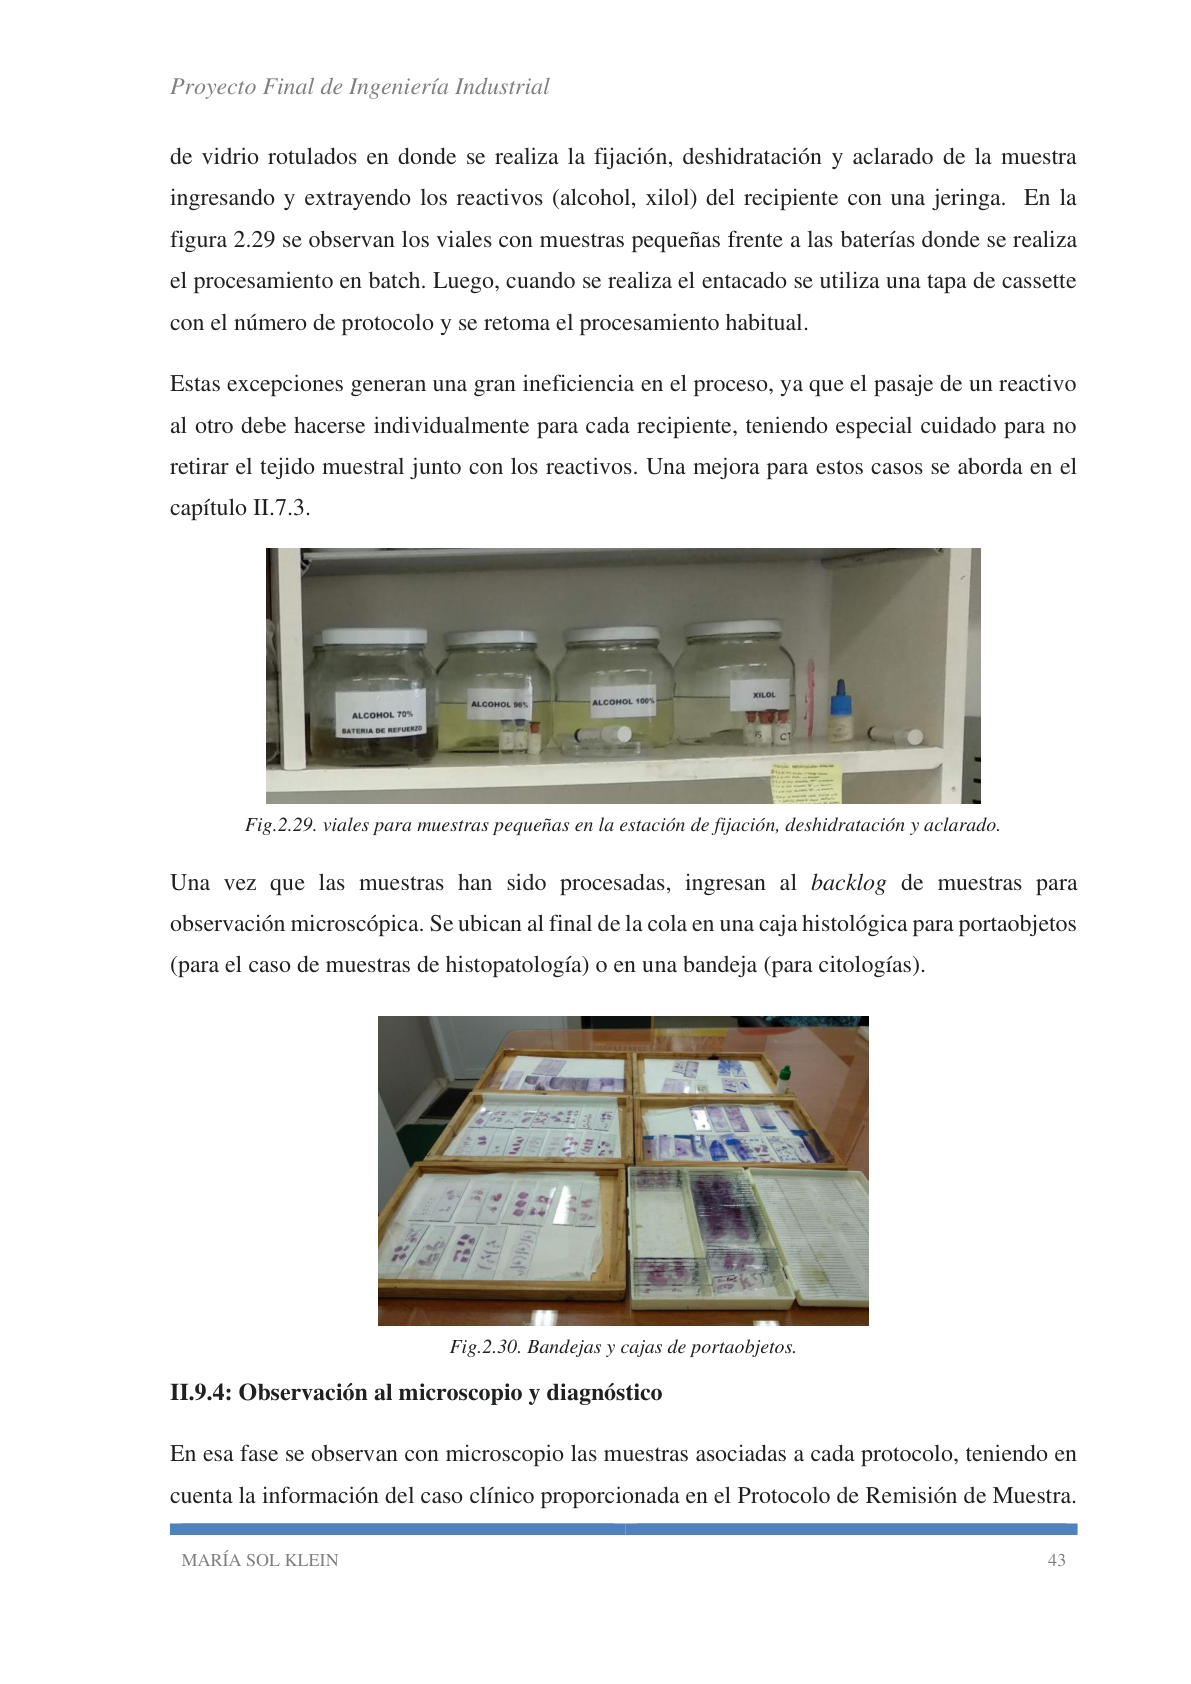 Proyecto Final de Ingeniería Industrial
de vidrio rotulados en donde se realiza la fijación, deshidratación y aclarado de la muestra
ingresando y extrayendo los reactivos (alcohol, xilol) del recipiente con una jeringa. En la
figura 2.29 se observan los viales con muestras pequeñas frente a las baterías donde se realiza
el procesamiento en batch. Luego, cuando se realiza el entacado se utiliza una tapa de cassette
con el número de protocolo y se retoma el procesamiento habitual.
Estas excepciones generan una gran ineficiencia en el proceso, ya que el pasaje de un reactivo
al otro debe hacerse individualmente para cada recipiente, teniendo especial cuidado para no
retirar el tejido muestral junto con los reactivos. Una mejora para estos casos se aborda en el
capítulo II.7.3.
ALCOHOL 70%
BATERIA DE REFUERZO
ALCOHOL 96%
ALCOHOL 100%
XILOL
CT
Fig.2.29. viales para muestras pequeñas en la estación de fijación, deshidratación y aclarado.
Una vez que las muestras han sido procesadas, ingresan al backlog de muestras para
observación microscópica. Se ubican al final de la cola en una caja histológica para portaobjetos
(para el caso de muestras de histopatología) o en una bandeja (para citologías).
Fig.2.30. Bandejas y cajas de portaobjetos.
II.9.4: Observación al microscopio y diagnóstico
En esa fase se observan con microscopio las muestras asociadas a cada protocolo, teniendo en
cuenta la información del caso clínico proporcionada en el Protocolo de Remisión de Muestra.
MARÍA SOL KLEIN
43